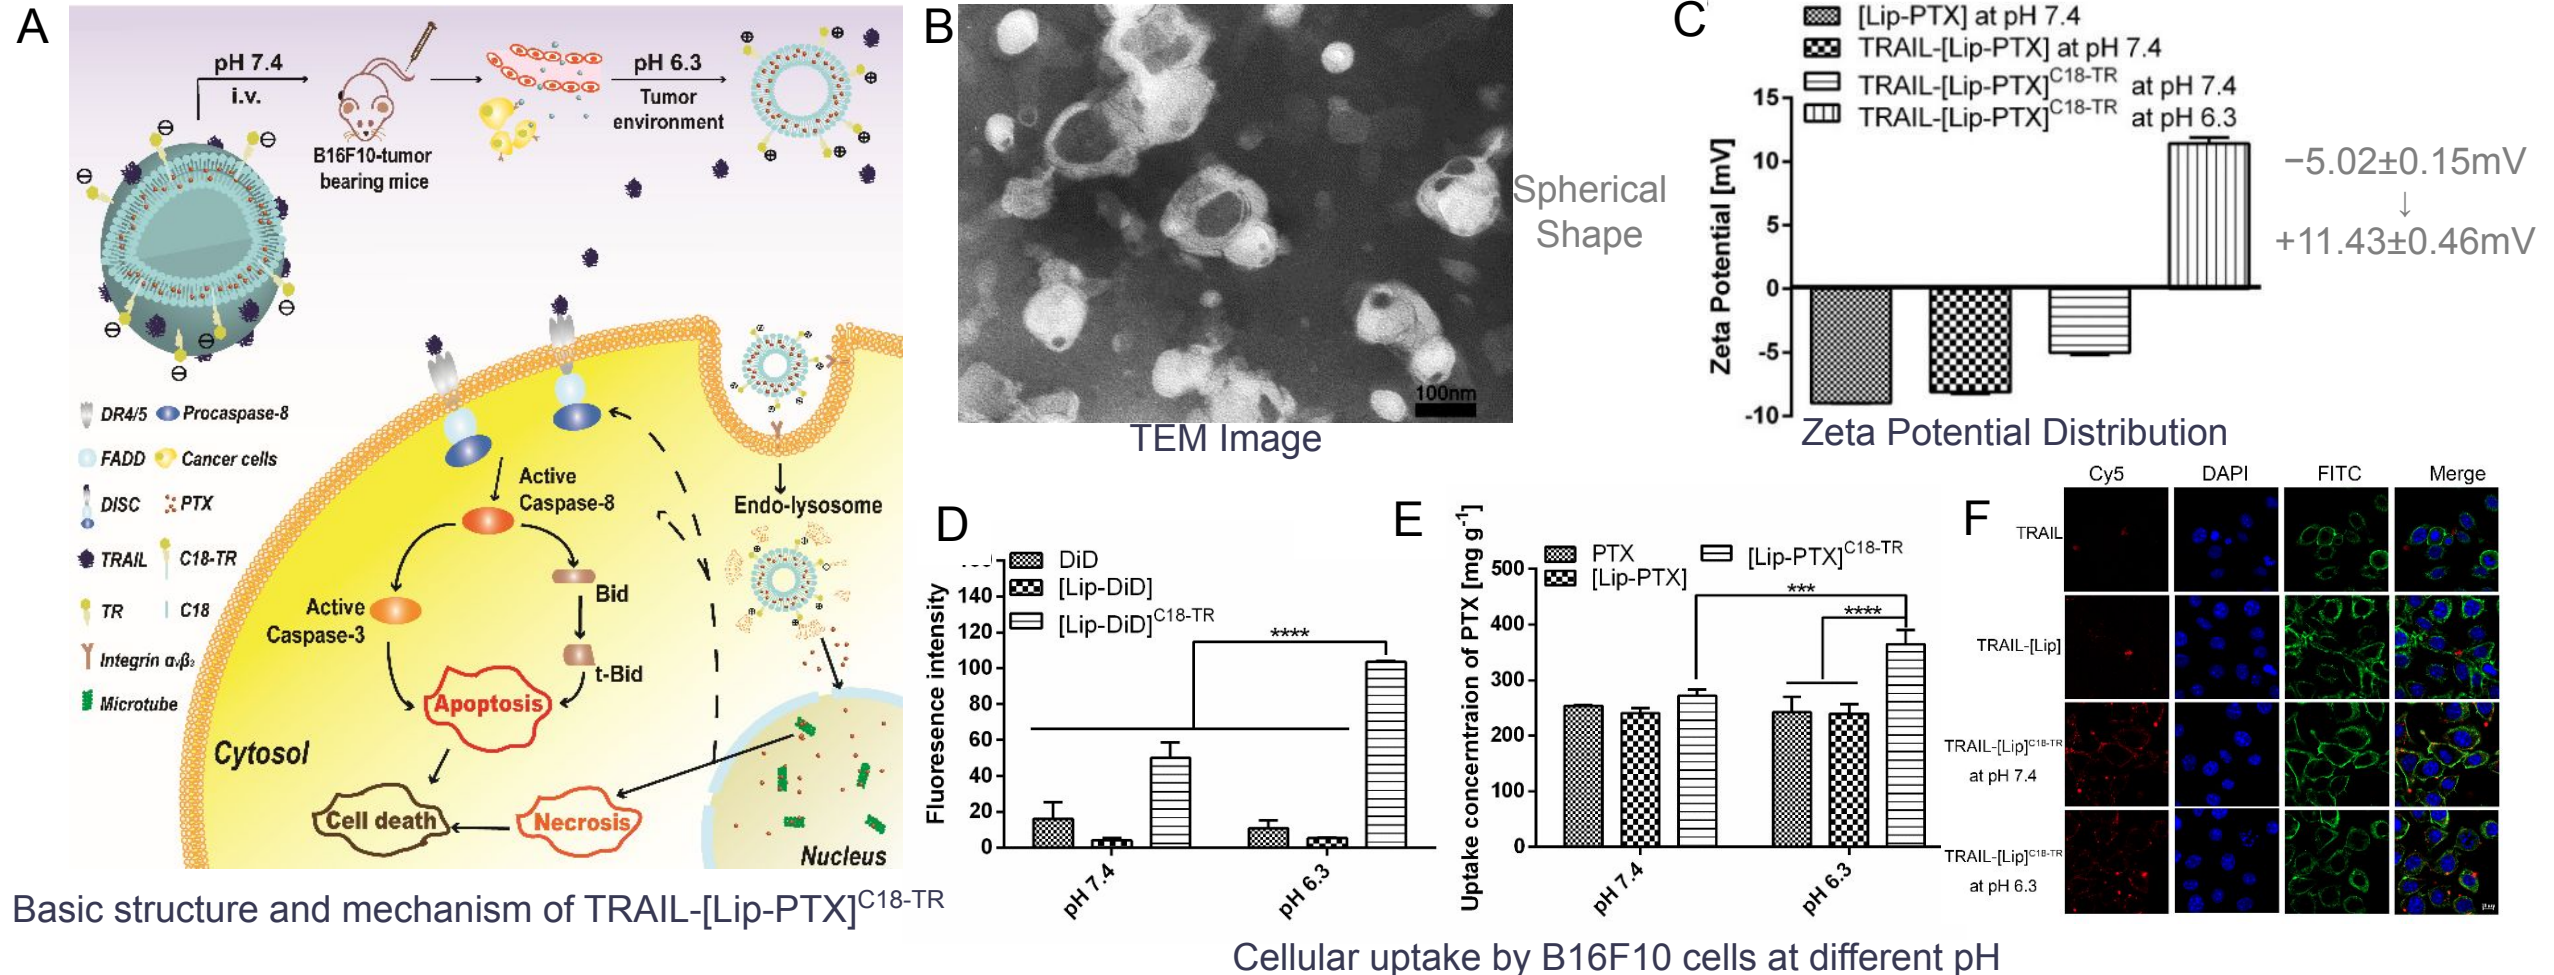 A
pH 7.4
i.v.
B16F10-tumor
bearing mice
pH 6.3
Tumor
environment
DR4/5
Procaspase-8
FADD
Cancer cells
DISC
PTX
TRAIL
C18-TR
TR
C18
Integrin αvβ3
Microtube
Active
Caspase-8
Active
Caspase-3
Bid
t-Bid
Apoptosis
Cell death
Necrosis
Cytosol
Endo-lysosome
Nucleus
Basic structure and mechanism of TRAIL-[Lip-PTX]C18-TR
B
100nm
TEM Image
Spherical
Shape
C
[Lip-PTX] at pH 7.4
TRAIL-[Lip-PTX] at pH 7.4
TRAIL-[Lip-PTX]C18-TR at pH 7.4
TRAIL-[Lip-PTX]C18-TR at pH 6.3
Zeta Potential [mV]
15
10
5
0
-5
-10
−5.02±0.15mV
↓
+11.43±0.46mV
Zeta Potential Distribution
D
DiD
[Lip-DiD]
[Lip-DiD]C18-TR
Fluoresence intensity
140
120
100
80
60
40
20
0
****
pH 7.4
pH 6.3
E
PTX
[Lip-PTX]
[Lip-PTX]C18-TR
Uptake concerntraion of PTX [mg g-1]
500
400
300
200
100
0
***
****
pH 7.4
pH 6.3
F
Cy5 DAPI FITC Merge
TRAIL
TRAIL-[Lip]
TRAIL-[Lip]C18-TR
at pH 7.4
TRAIL-[Lip]C18-TR
at pH 6.3
Cellular uptake by B16F10 cells at different pH